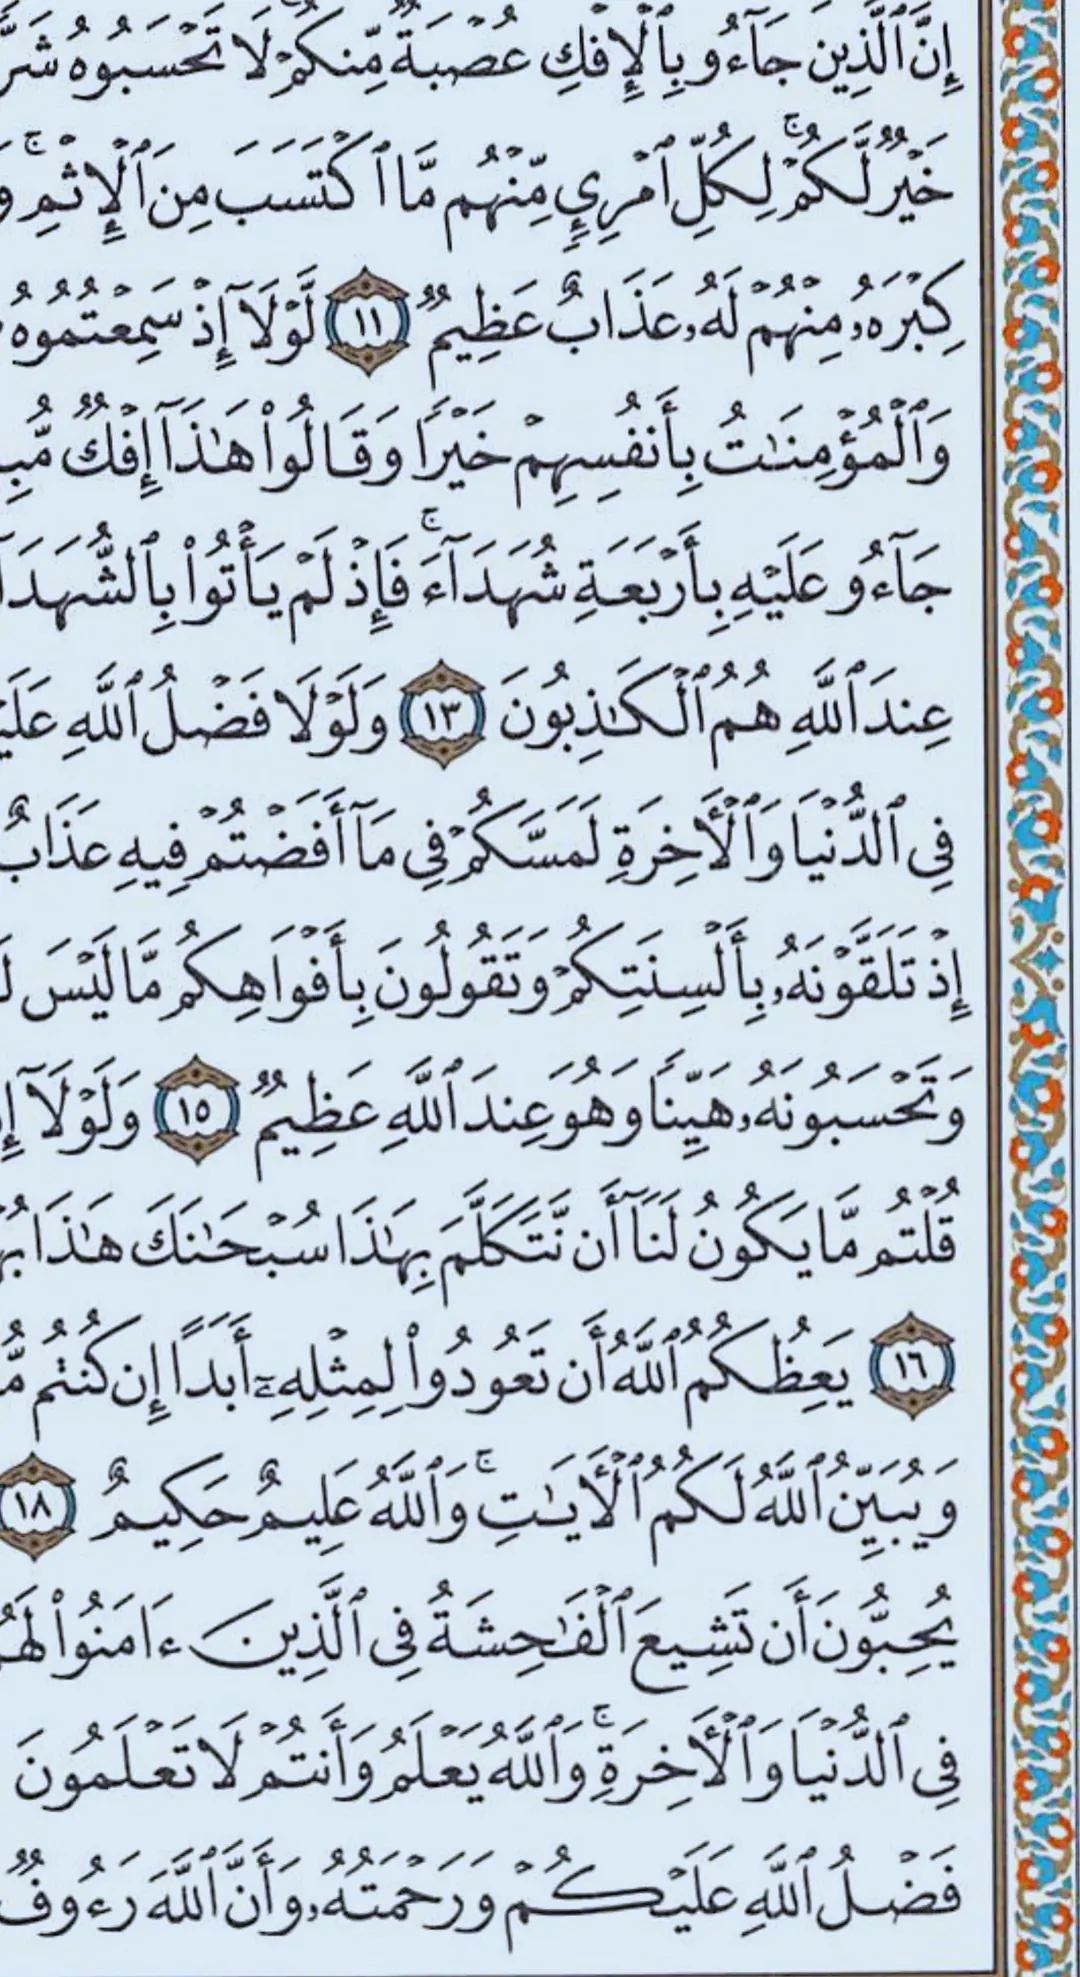 إِنَّ ٱلَّذِينَ جَآءُو بِٱلْإِفْكِ عُصْبَةٌ مِّنكُمْ لَا تَحْسَبُوهُ شَرًّ
خَيْرٌ لَّكُمْ ۚ لِكُلِّ ٱمْرِئٍ مِّنْهُم مَّا ٱكْتَسَبَ مِنَ ٱلْإِثْمِ ۚ وَ
كِبْرَهُۥ مِنْهُمْ لَهُۥ عَذَابٌ عَظِيمٌ ١١ لَّوْلَآ إِذْ سَمِعْتُمُوهُ
وَٱلْمُؤْمِنَـٰتُ بِأَنفُسِهِمْ خَيْرًا وَقَالُوا۟ هَـٰذَآ إِفْكٌ مُّبِ
جَآءُو عَلَيْهِ بِأَرْبَعَةِ شُهَدَآءَ ۚ فَإِذْ لَمْ يَأْتُوا۟ بِٱلشُّهَدَآ
عِندَ ٱللَّهِ هُمُ ٱلْكَـٰذِبُونَ ١٣ وَلَوْلَا فَضْلُ ٱللَّهِ عَلَيْ
فِى ٱلدُّنْيَا وَٱلْـَٔاخِرَةِ لَمَسَّكُمْ فِى مَآ أَفَضْتُمْ فِيهِ عَذَابٌ
إِذْ تَلَقَّوْنَهُۥ بِأَلْسِنَتِكُمْ وَتَقُولُونَ بِأَفْوَاهِكُم مَّا لَيْسَ لَ
وَتَحْسَبُونَهُۥ هَيِّنًا وَهُوَ عِندَ ٱللَّهِ عَظِيمٌ ١٥ وَلَوْلَآ إِ
قُلْتُم مَّا يَكُونُ لَنَآ أَن نَّتَكَلَّمَ بِهَـٰذَا سُبْحَـٰنَكَ هَـٰذَا بُهْ
١٦ يَعِظُكُمُ ٱللَّهُ أَن تَعُودُوا۟ لِمِثْلِهِۦٓ أَبَدًا إِن كُنتُم مُّ
وَيُبَيِّنُ ٱللَّهُ لَكُمُ ٱلْـَٔايَـٰتِ ۚ وَٱللَّهُ عَلِيمٌ حَكِيمٌ ١٨
يُحِبُّونَ أَن تَشِيعَ ٱلْفَـٰحِشَةُ فِى ٱلَّذِينَ ءَامَنُوا۟ لَهُ
فِى ٱلدُّنْيَا وَٱلْـَٔاخِرَةِ ۚ وَٱللَّهُ يَعْلَمُ وَأَنتُمْ لَا تَعْلَمُونَ
فَضْلُ ٱللَّهِ عَلَيْكُمْ وَرَحْمَتُهُۥ وَأَنَّ ٱللَّهَ رَءُوفٌ